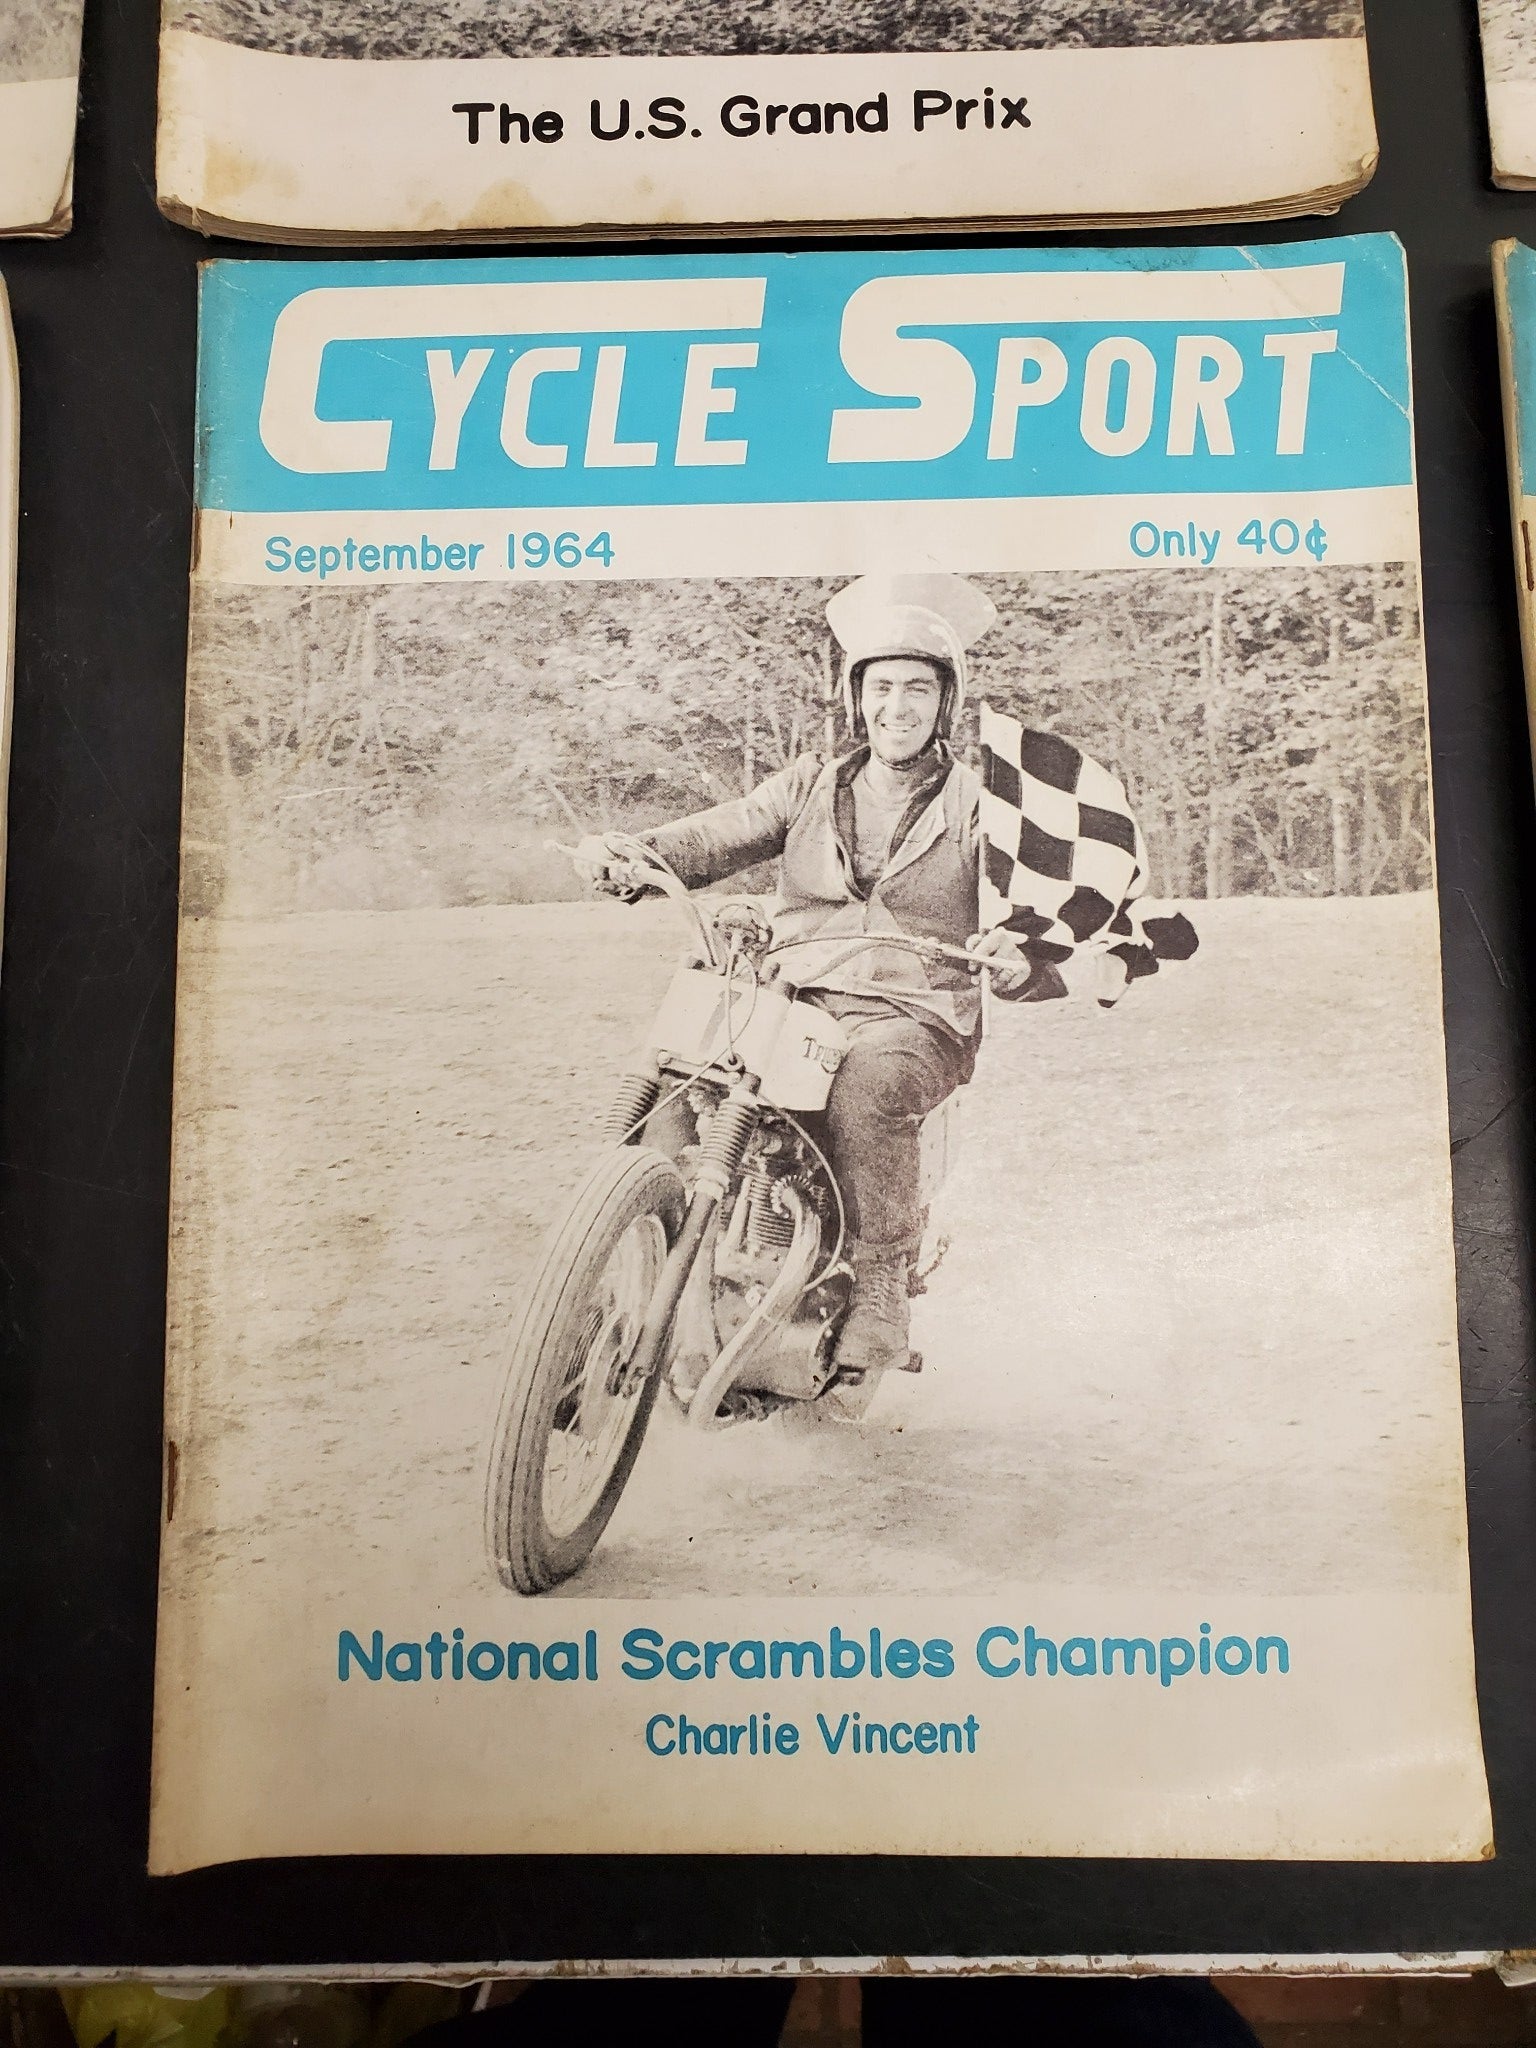 The U.S. Grand Prix
CYCLE SPORT
September 1964 Only 40¢
National Scrambles Champion
Charlie Vincent